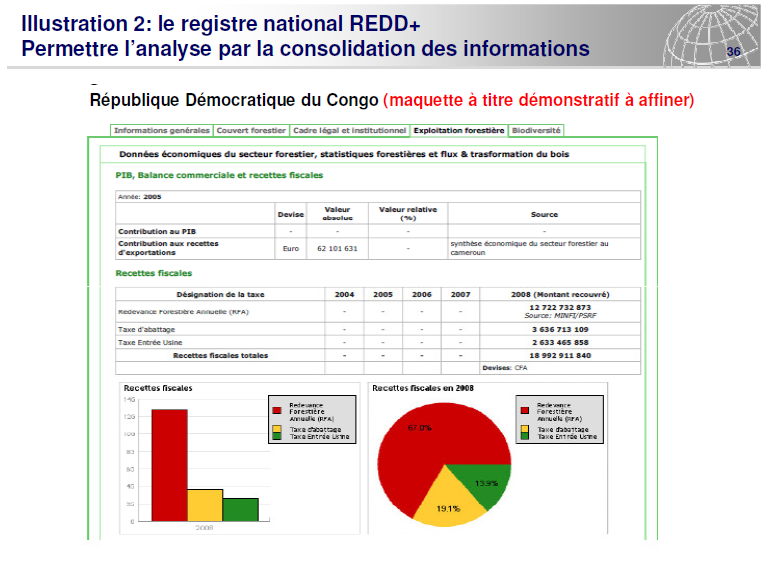 Illustration 2: le registre national REDD+
Permettre l'analyse par la consolidation des informations
36
République Démocratique du Congo (maquette à titre démonstratif à affiner)
Informations générales Couvert forestier Cadre légal et institutionnel Exploitation forestière Biodiversité
Données économiques du secteur forestier, statistiques forestières et flux & trasformation du bois
PIB, Balance commerciale et recettes fiscales
Année: 2005
Devise Valeur absolue Valeur relative (%) Source
Contribution au PIB - - - -
Contribution aux recettes d'exportations Euro 62 101 631 - synthèse économique du secteur forestier au cameroun
Recettes fiscales
Désignation de la taxe 2004 2005 2006 2007 2008 (Montant recouvré)
Redevance Forestière Annuelle (RFA) - - - - 12 722 732 873
Source: MINFI/PSRF
Taxe d'abattage - - - - 3 636 713 109
Taxe Entrée Usine - - - - 2 633 465 858
Recettes fiscales totales - - - - 18 992 911 840
Devises: CFA
Recettes fiscales
14G
12G
10G
8G
6G
4G
2G
0
2008
Redevance
Forestière
Annuelle (RFA)
Taxe d'abattage
Taxe Entrée Usine
Recettes fiscales en 2008
67.0%
19.1%
13.9%
Redevance
Forestière
Annuelle (RFA)
Taxe d'abattage
Taxe Entrée Usine